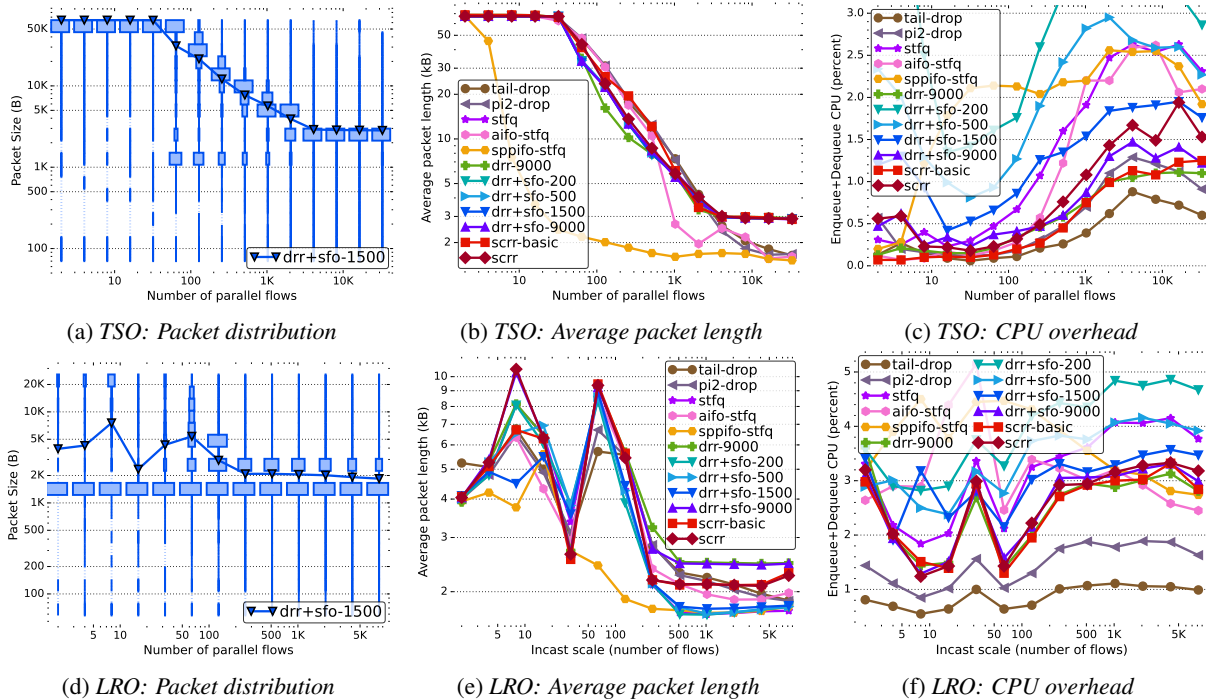 50K
10K
5K
1K
500
100
Packet Size (B)
drr+sfo-1500
10
100
1K
10K
Number of parallel flows
(a) TSO: Packet distribution
50
20
10
5
3
2
Average packet length (kB)
tail-drop
pi2-drop
stfq
aifo-stfq
sppifo-stfq
drr-9000
drr+sfo-200
drr+sfo-500
drr+sfo-1500
drr+sfo-9000
scrr-basic
scrr
10
100
1K
10K
Number of parallel flows
(b) TSO: Average packet length
3.0
2.5
2.0
1.5
1.0
0.5
0.0
Enqueue+Dequeue CPU (percent)
tail-drop
pi2-drop
stfq
aifo-stfq
sppifo-stfq
drr-9000
drr+sfo-200
drr+sfo-500
drr+sfo-1500
drr+sfo-9000
scrr-basic
scrr
10
100
1K
10K
Number of parallel flows
(c) TSO: CPU overhead
20K
10K
5K
2K
1K
500
100
Packet Size (B)
drr+sfo-1500
5
10
50
100
500
1K
5K
Number of parallel flows
(d) LRO: Packet distribution
10
9
8
7
6
5
4
3
2
Average packet length (kB)
tail-drop
pi2-drop
stfq
aifo-stfq
sppifo-stfq
drr-9000
drr+sfo-200
drr+sfo-500
drr+sfo-1500
drr+sfo-9000
scrr-basic
scrr
5
10
50
100
500
1K
5K
Incast scale (number of flows)
(e) LRO: Average packet length
5
4
3
2
1
Enqueue+Dequeue CPU (percent)
tail-drop
pi2-drop
stfq
aifo-stfq
sppifo-stfq
drr-9000
drr+sfo-200
drr+sfo-500
drr+sfo-1500
drr+sfo-9000
scrr-basic
scrr
5
10
50
100
500
1K
5K
Incast scale (number of flows)
(f) LRO: CPU overhead